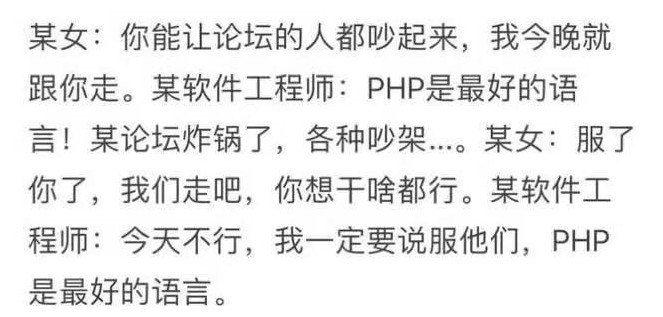 某女：你能让论坛的人都吵起来，我今晚就
跟你走。某软件工程师：PHP是最好的语
言！某论坛炸锅了，各种吵架...。某女：服了
你了，我们走吧，你想干啥都行。某软件工
程师：今天不行，我一定要说服他们，PHP
是最好的语言。